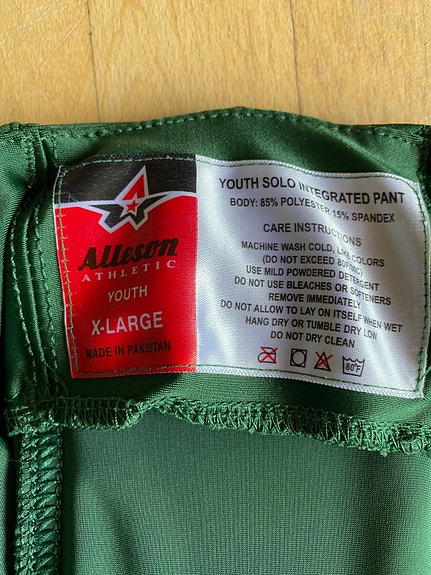 Alleson
ATHLETIC
YOUTH
X-LARGE
MADE IN PAKISTAN
YOUTH SOLO INTEGRATED PANT
BODY: 85% POLYESTER 15% SPANDEX
CARE INSTRUCTIONS
MACHINE WASH COLD, LIKE COLORS
(DO NOT EXCEED 80F/30C)
USE MILD POWDERED DETERGENT
DO NOT USE BLEACHES OR SOFTENERS
REMOVE IMMEDIATELY
DO NOT ALLOW TO LAY ON ITSELF WHEN WET
HANG DRY OR TUMBLE DRY LOW
DO NOT DRY CLEAN
80°F